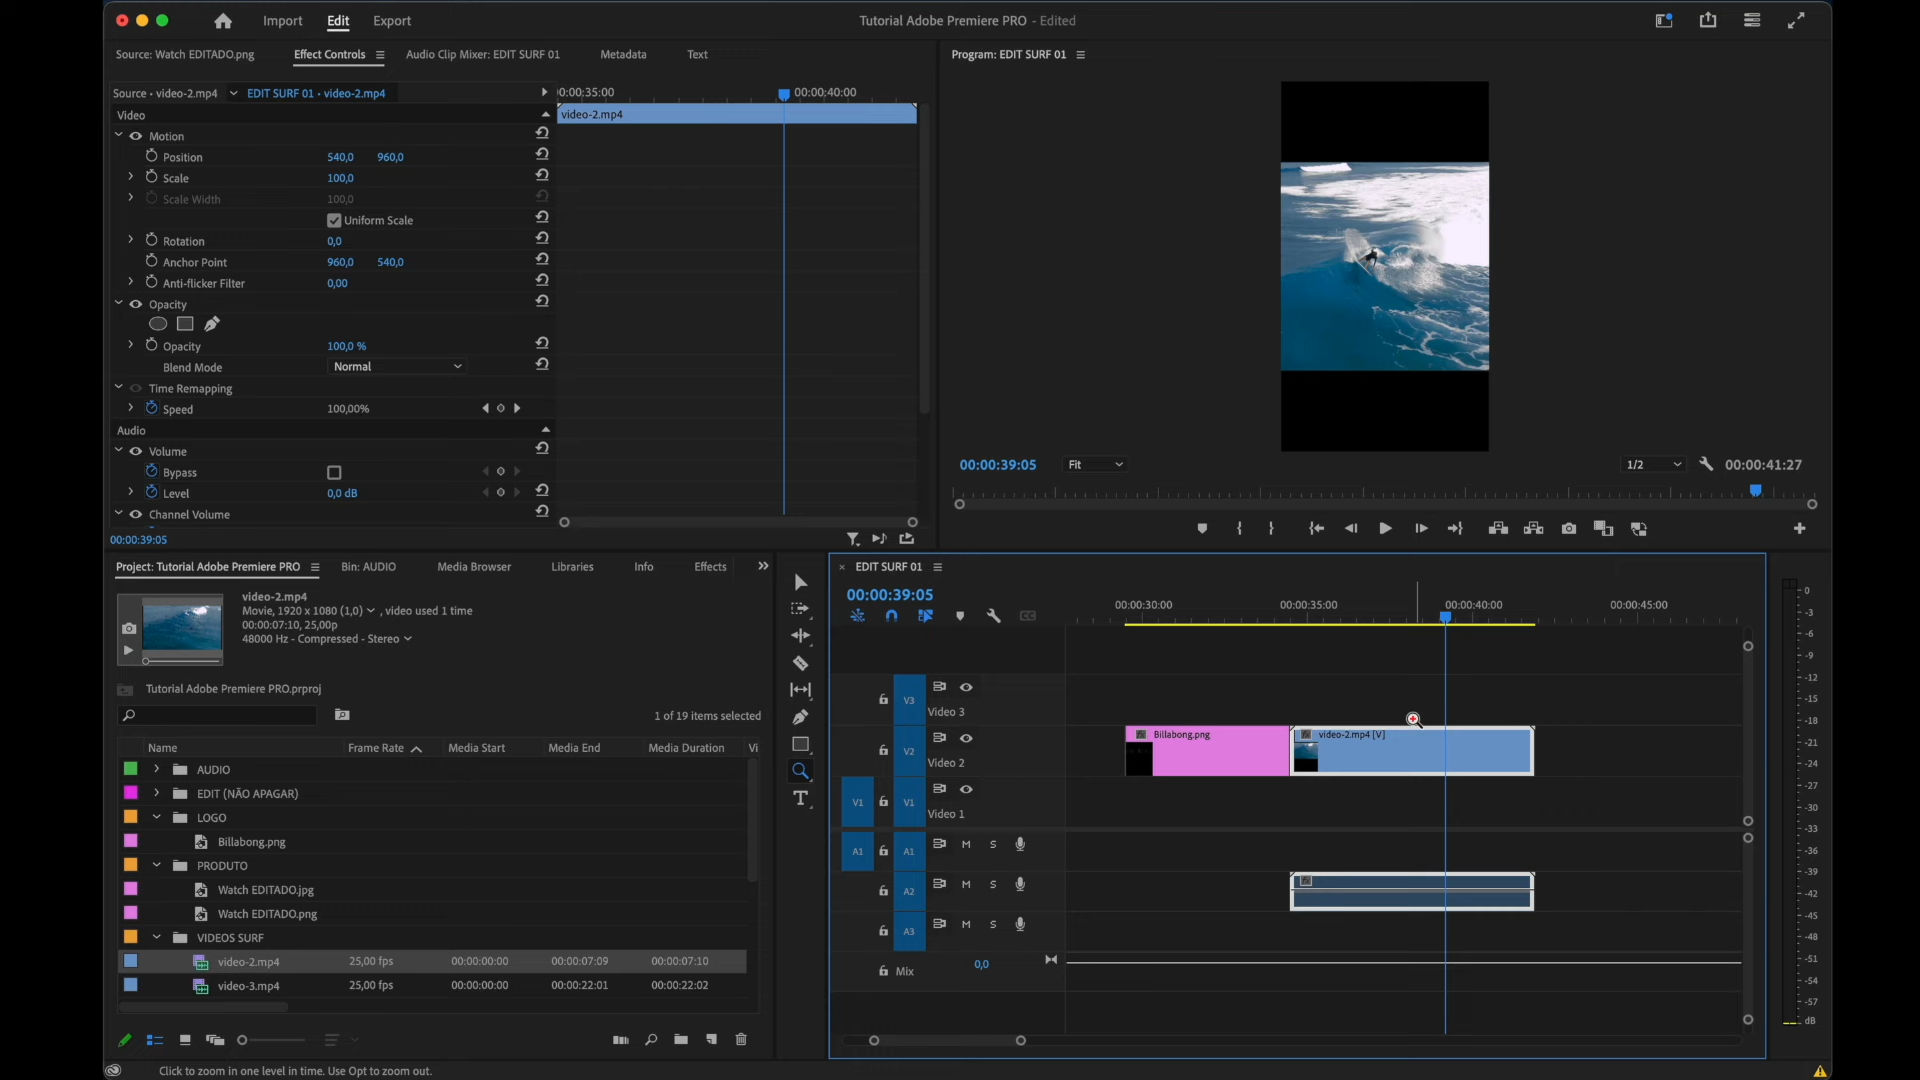 Import Edit Export Tutorial Adobe Premiere PRO - Edited
Source: Watch EDITADO.png Effect Controls Audio Clip Mixer: EDIT SURF 01 Metadata Text Program: EDIT SURF 01
Source • video-2.mp4 EDIT SURF 01 • video-2.mp4 00:00:35:00 00:00:40:00
Video video-2.mp4
Motion
Position 540,0 960,0
Scale 100,0
Scale Width 100,0
Uniform Scale
Rotation 0,0
Anchor Point 960,0 540,0
Anti-flicker Filter 0,00
Opacity
Opacity 100,0 %
Blend Mode Normal
Time Remapping
Speed 100,00%
Audio
Volume
Bypass
Level 0,0 dB
Channel Volume
00:00:39:05
00:00:39:05 Fit 1/2 00:00:41:27
Project: Tutorial Adobe Premiere PRO Bin: AUDIO Media Browser Libraries Info Effects
video-2.mp4
Movie, 1920 x 1080 (1,0) , video used 1 time
00:00:07:10, 25,00p
48000 Hz - Compressed - Stereo
Tutorial Adobe Premiere PRO.prproj
1 of 19 items selected
Name Frame Rate Media Start Media End Media Duration Vi
AUDIO
EDIT (NÃO APAGAR)
LOGO
Billabong.png
PRODUTO
Watch EDITADO.jpg
Watch EDITADO.png
VIDEOS SURF
video-2.mp4 25,00 fps 00:00:00:00 00:00:07:09 00:00:07:10
video-3.mp4 25,00 fps 00:00:00:00 00:00:22:01 00:00:22:02
× EDIT SURF 01
00:00:39:05 00:00:30:00 00:00:35:00 00:00:40:00 00:00:45:00
V3 Video 3
V2 Video 2 Billabong.png video-2.mp4 [V]
V1 V1 Video 1
A1 A1 M S
A2 M S
A3 M S
Mix 0,0
0
-3
-6
-9
-12
-15
-18
-21
-24
-27
-30
-33
-36
-39
-42
-45
-48
-51
-54
-57
dB
Click to zoom in one level in time. Use Opt to zoom out.